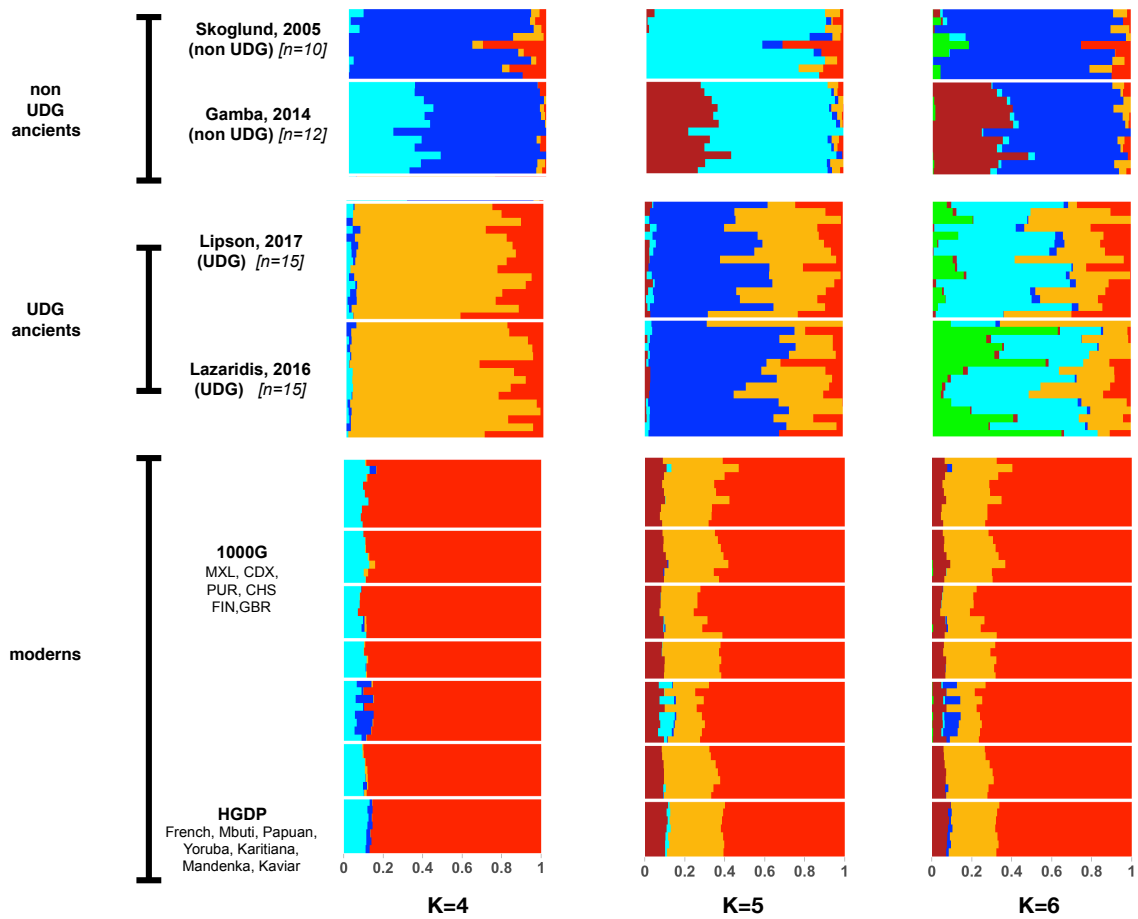 non
UDG
ancients
Skoglund, 2005
(non UDG) [n=10]
Gamba, 2014
(non UDG) [n=12]
UDG
ancients
Lipson, 2017
(UDG) [n=15]
Lazaridis, 2016
(UDG) [n=15]
moderns
1000G
MXL, CDX,
PUR, CHS
FIN,GBR
HGDP
French, Mbuti, Papuan,
Yoruba, Karitiana,
Mandenka, Kaviar
0 0.2 0.4 0.6 0.8 1
0 0.2 0.4 0.6 0.8 1
0 0.2 0.4 0.6 0.8 1
K=4
K=5
K=6